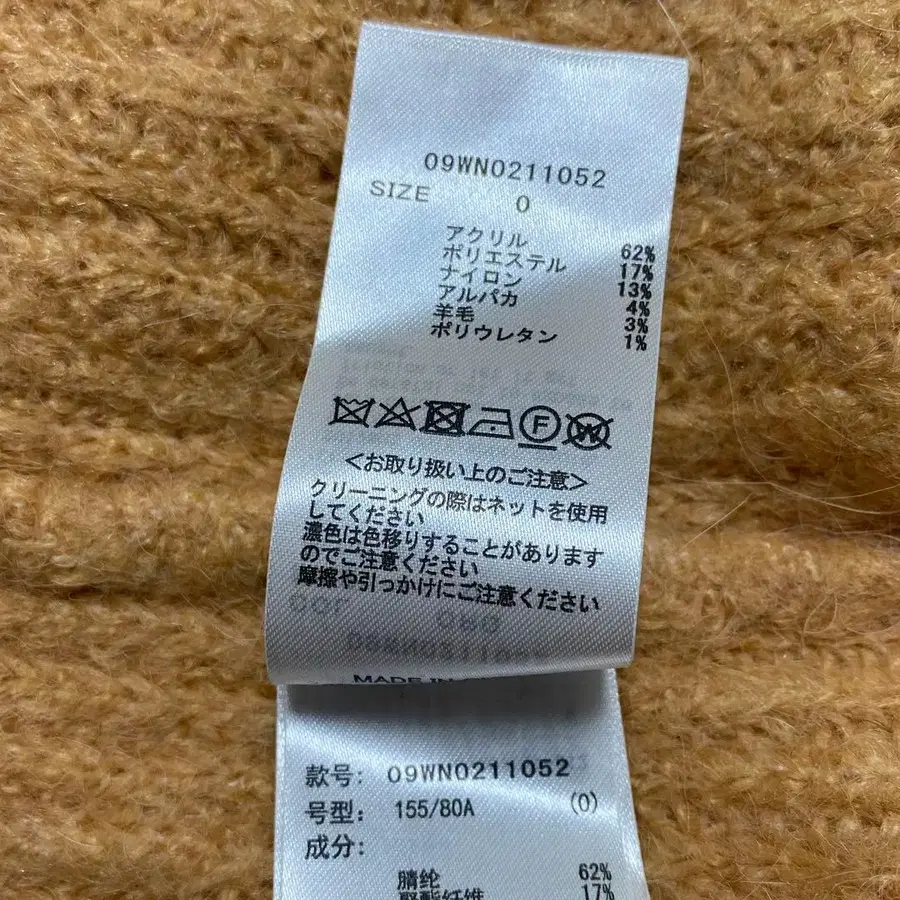 09WN0211052
SIZE 0
アクリル 62%
ポリエステル 17%
ナイロン 13%
アルパカ 4%
羊毛 3%
ポリウレタン 1%
F W
<お取り扱い上のご注意>
クリーニングの際はネットを使用
してください
濃色は色移りすることがあります
のでご注意ください
摩擦や引っかけにご注意ください
MADE IN
款号: 09WN0211052
号型: 155/80A (0)
成分:
腈纶 62%
聚酯纤维 17%